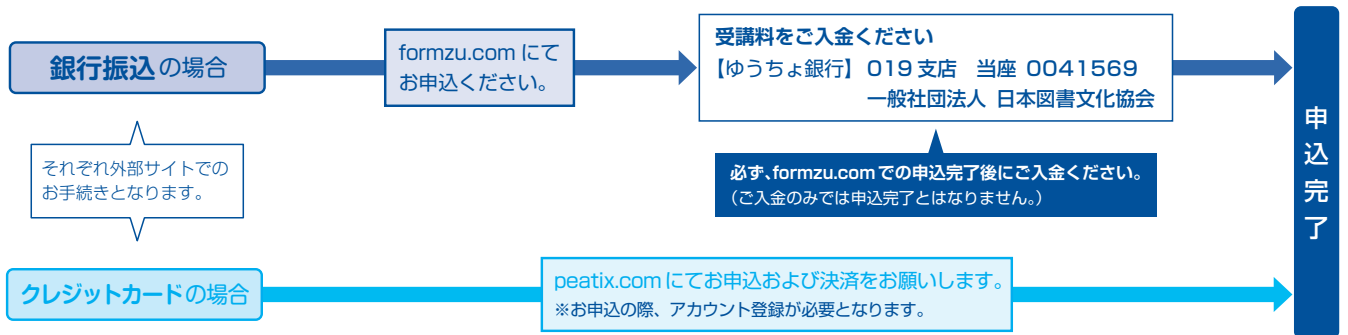 銀行振込の場合
formzu.com にて
お申込ください。
受講料をご入金ください
【ゆうちょ銀行】 019 支店　当座 0041569
一般社団法人 日本図書文化協会
必ず、formzu.com での申込完了後にご入金ください。
（ご入金のみでは申込完了とはなりません。）
それぞれ外部サイトでの
お手続きとなります。
クレジットカードの場合
peatix.com にてお申込および決済をお願いします。
※お申込の際、アカウント登録が必要となります。
申込完了